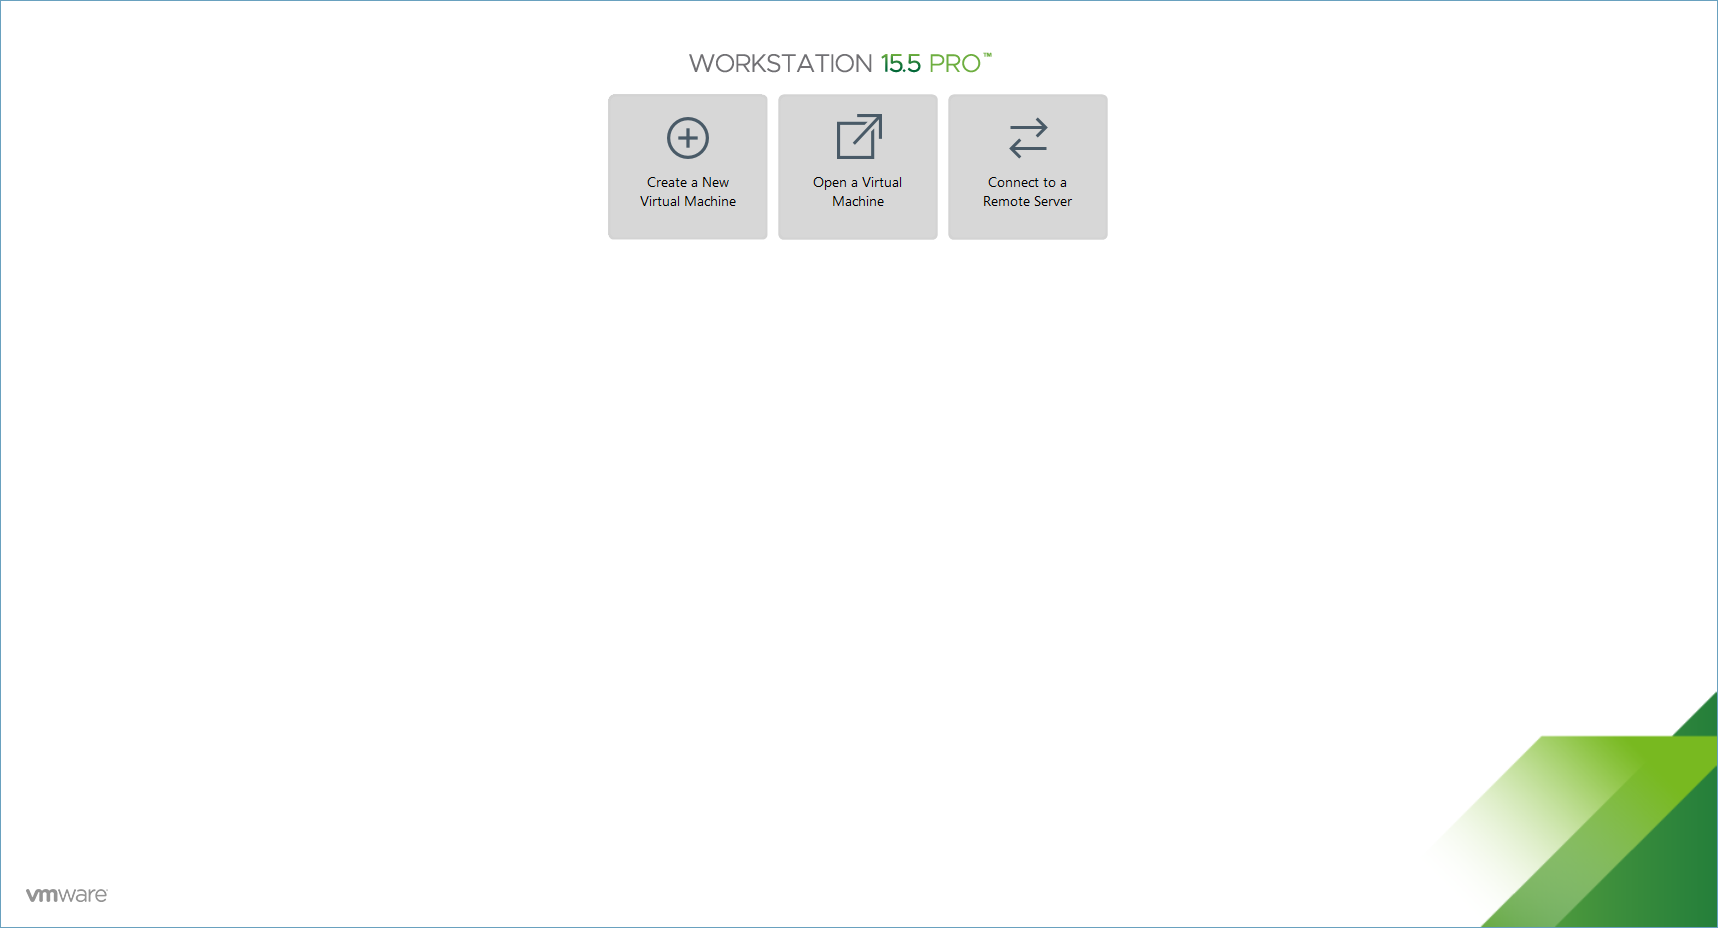 WORKSTATION 15.5 PRO™
Create a New
Virtual Machine
Open a Virtual
Machine
Connect to a
Remote Server
vmware